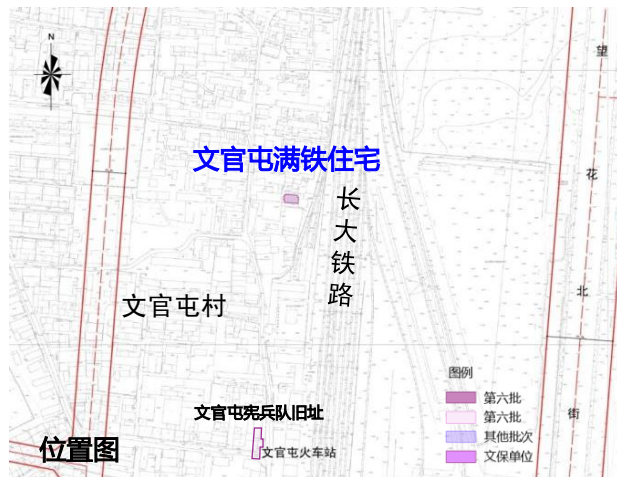 N
望花北街
文官屯满铁住宅
长大铁路
文官屯村
图例
第六批
第六批
其他批次
文保单位
文官屯宪兵队旧址
文官屯火车站
位置图